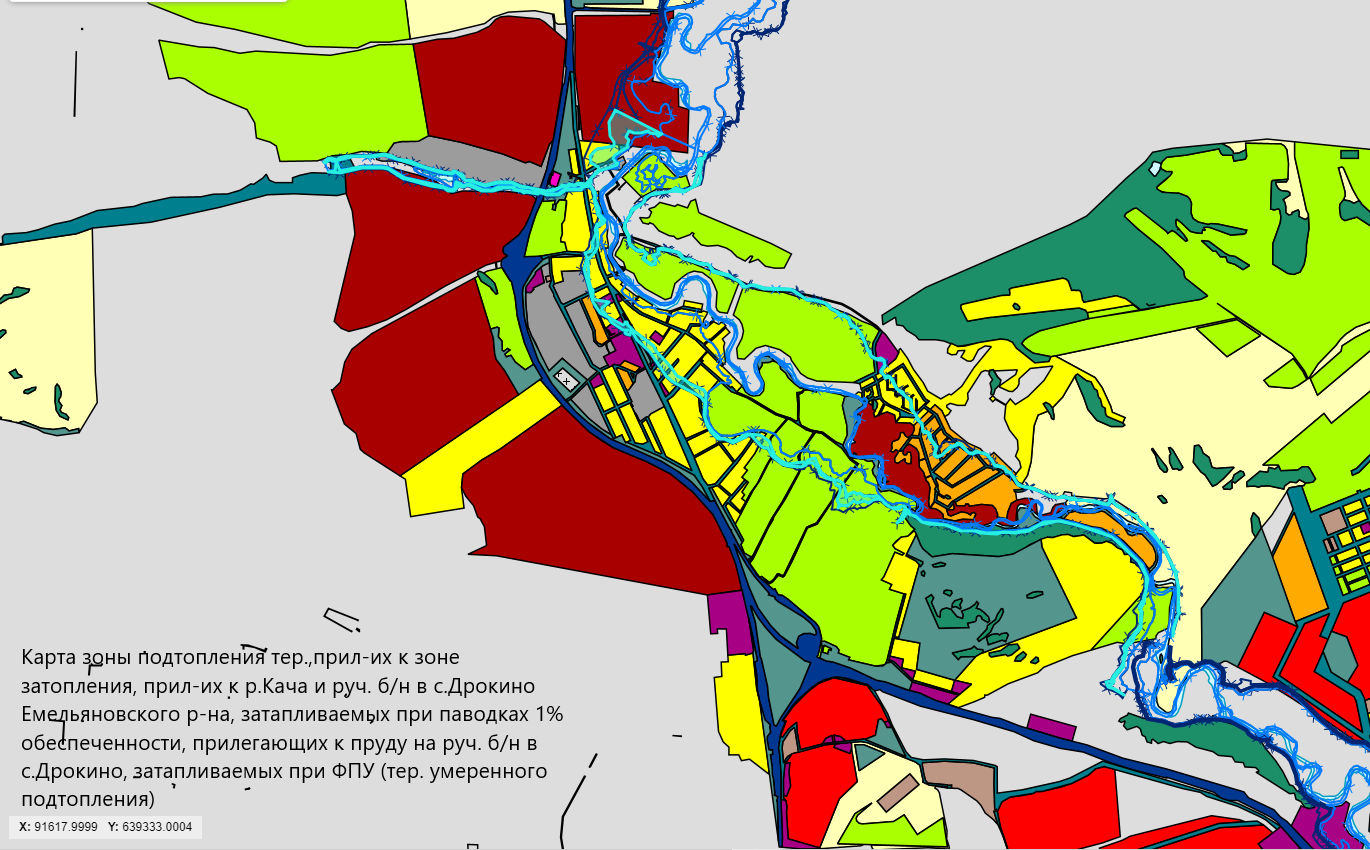 Карта зоны подтопления тер.,прил-их к зоне
затопления, прил-их к р.Кача и руч. б/н в с.Дрокино
Емельяновского р-на, затапливаемых при паводках 1%
обеспеченности, прилегающих к пруду на руч. б/н в
с.Дрокино, затапливаемых при ФПУ (тер. умеренного
подтопления)
X: 91617.9999 Y: 639333.0004